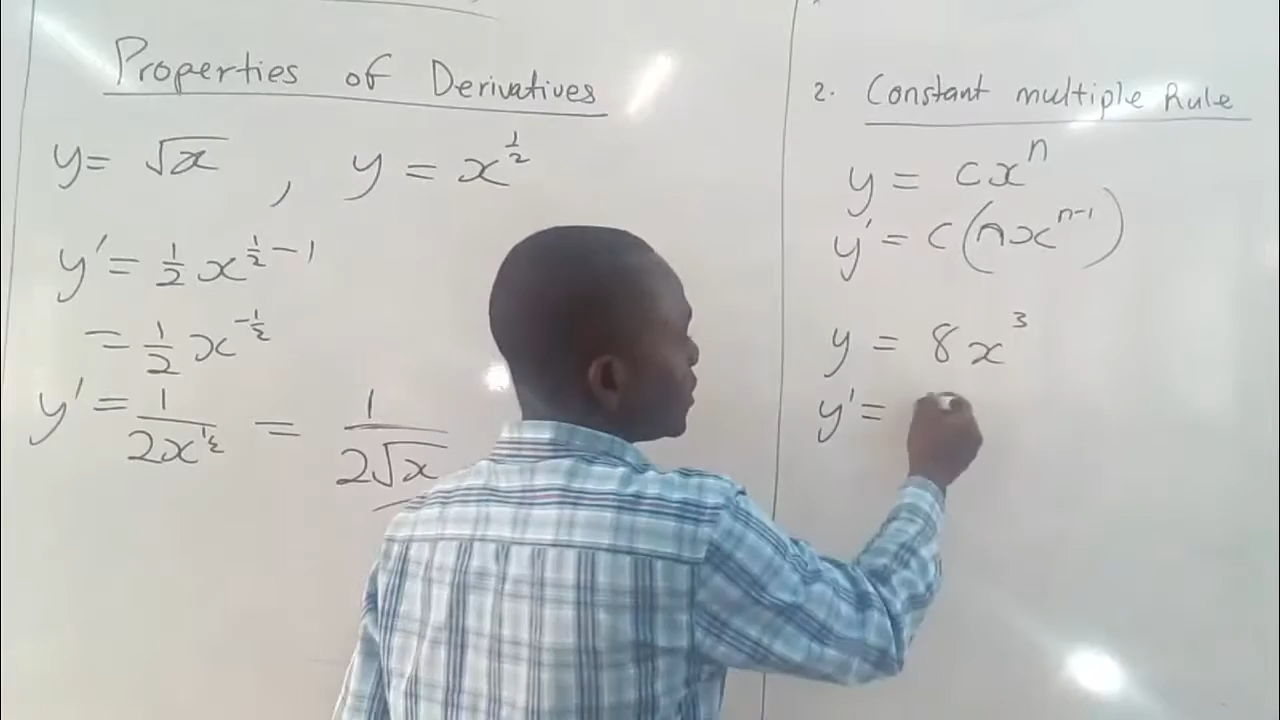 Properties of Derivatives
y = √x , y = x^{1/2}
y' = 1/2 x^{1/2 - 1}
= 1/2 x^{-1/2}
y' = 1/(2x^{1/2}) = 1/(2√x)
2. Constant multiple Rule
y = cx^n
y' = c(nx^{n-1})
y = 8x^3
y' =